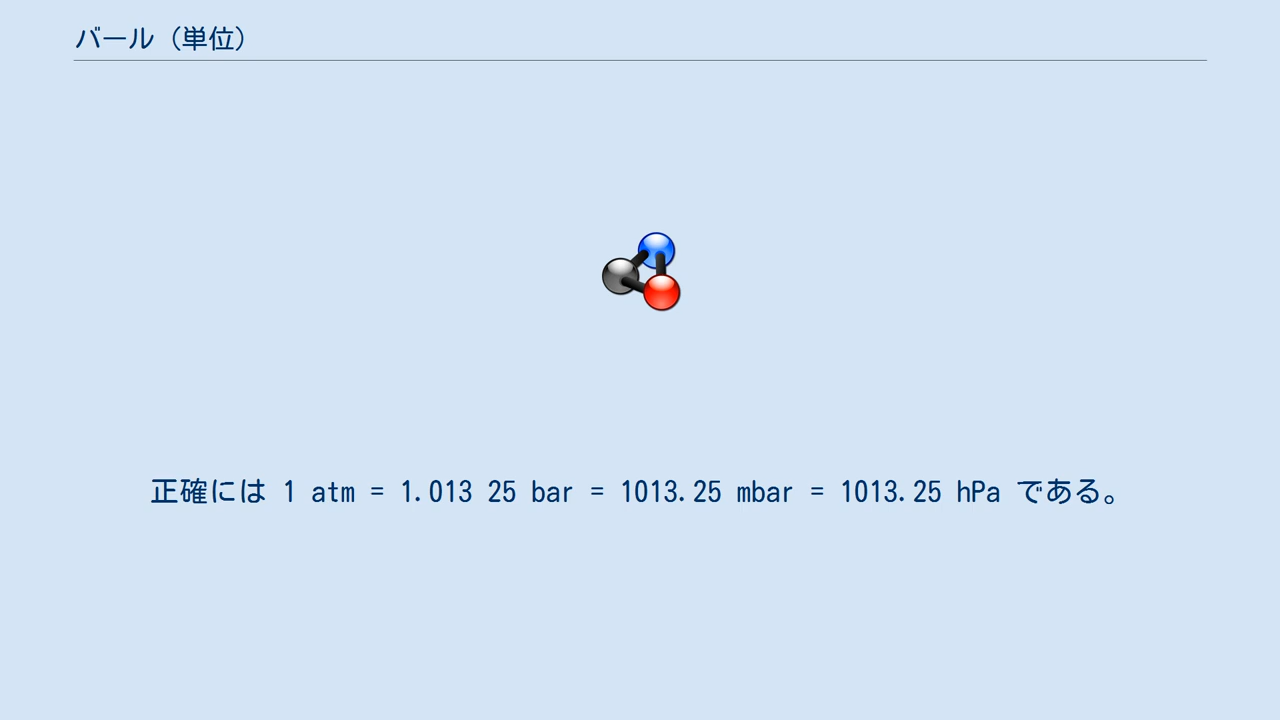 バール（単位）
正確には 1 atm = 1.013 25 bar = 1013.25 mbar = 1013.25 hPa である。